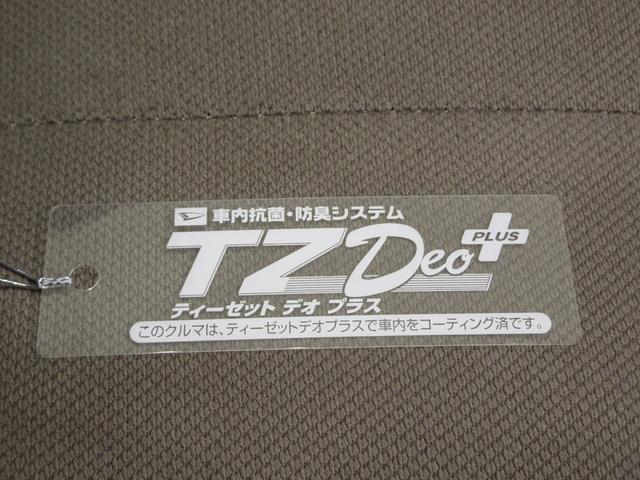 車内抗菌・防臭システム
TZDeo PLUS
ティーゼット デオ プラス
このクルマは、ティーゼットデオプラスで車内をコーティング済です。